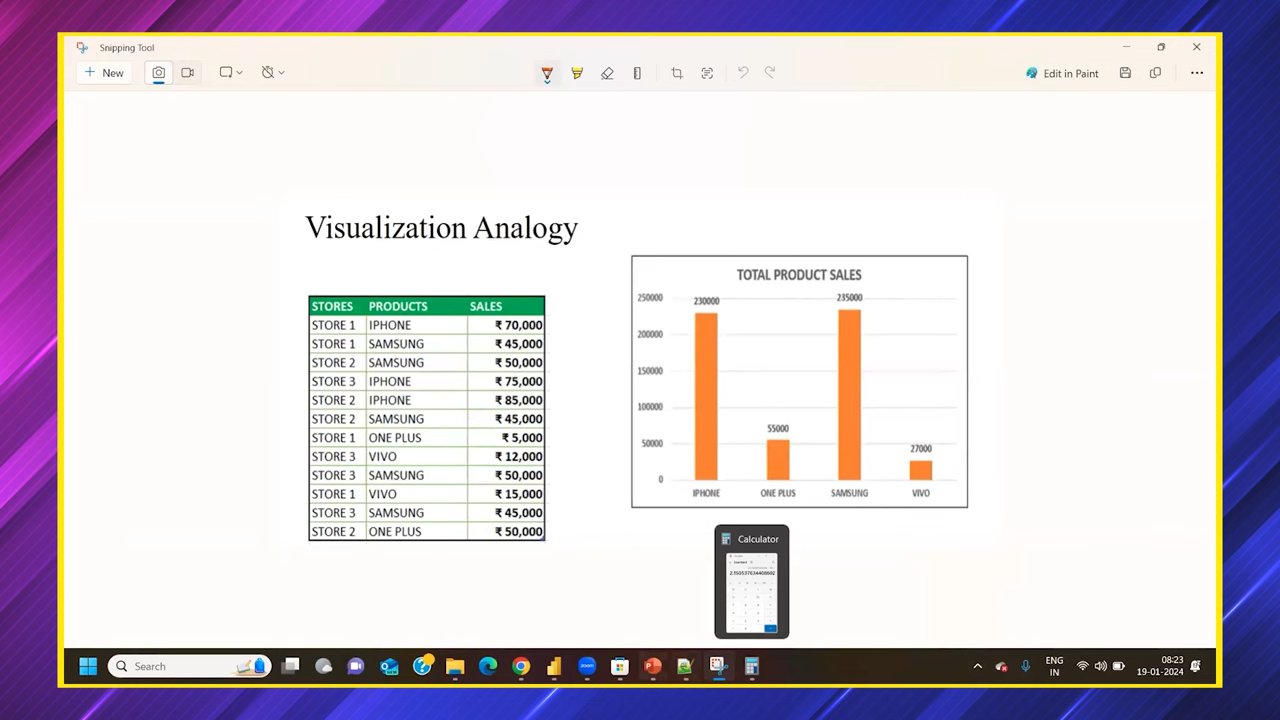 Snipping Tool
New
Edit in Paint
Visualization Analogy
STORES PRODUCTS SALES
STORE 1 IPHONE ₹ 70,000
STORE 1 SAMSUNG ₹ 45,000
STORE 2 SAMSUNG ₹ 50,000
STORE 3 IPHONE ₹ 75,000
STORE 2 IPHONE ₹ 85,000
STORE 2 SAMSUNG ₹ 45,000
STORE 1 ONE PLUS ₹ 5,000
STORE 3 VIVO ₹ 12,000
STORE 3 SAMSUNG ₹ 50,000
STORE 1 VIVO ₹ 15,000
STORE 3 SAMSUNG ₹ 45,000
STORE 2 ONE PLUS ₹ 50,000
TOTAL PRODUCT SALES
250000
200000
150000
100000
50000
0
230000
55000
235000
27000
IPHONE ONE PLUS SAMSUNG VIVO
Calculator
Search
ENG
IN
08:23
19-01-2024